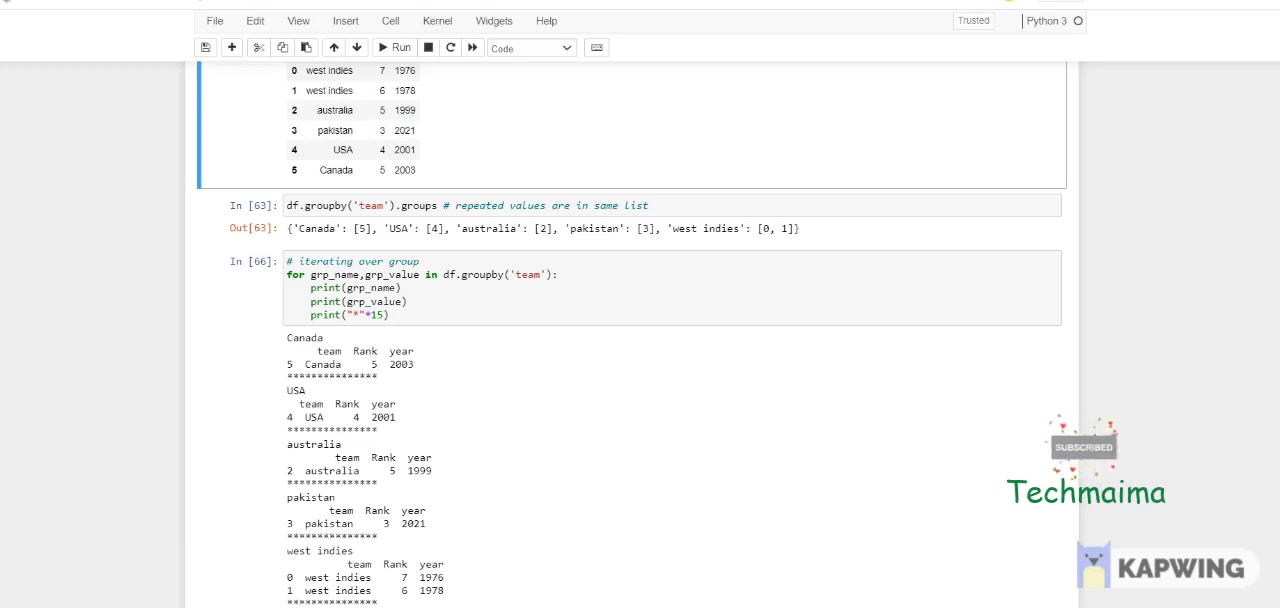 File Edit View Insert Cell Kernel Widgets Help Trusted Python 3
Run Code
0 west indies 7 1976
1 west indies 6 1978
2 australia 5 1999
3 pakistan 3 2021
4 USA 4 2001
5 Canada 5 2003
In [63]: df.groupby('team').groups # repeated values are in same list
Out[63]: {'Canada': [5], 'USA': [4], 'australia': [2], 'pakistan': [3], 'west indies': [0, 1]}
In [66]: # iterating over group
for grp_name,grp_value in df.groupby('team'):
print(grp_name)
print(grp_value)
print("*"*15)
Canada
team Rank year
5 Canada 5 2003
***************
USA
team Rank year
4 USA 4 2001
***************
australia
team Rank year
2 australia 5 1999
***************
pakistan
team Rank year
3 pakistan 3 2021
***************
west indies
team Rank year
0 west indies 7 1976
1 west indies 6 1978
***************
SUBSCRIBED
Techmaima
KAPWING